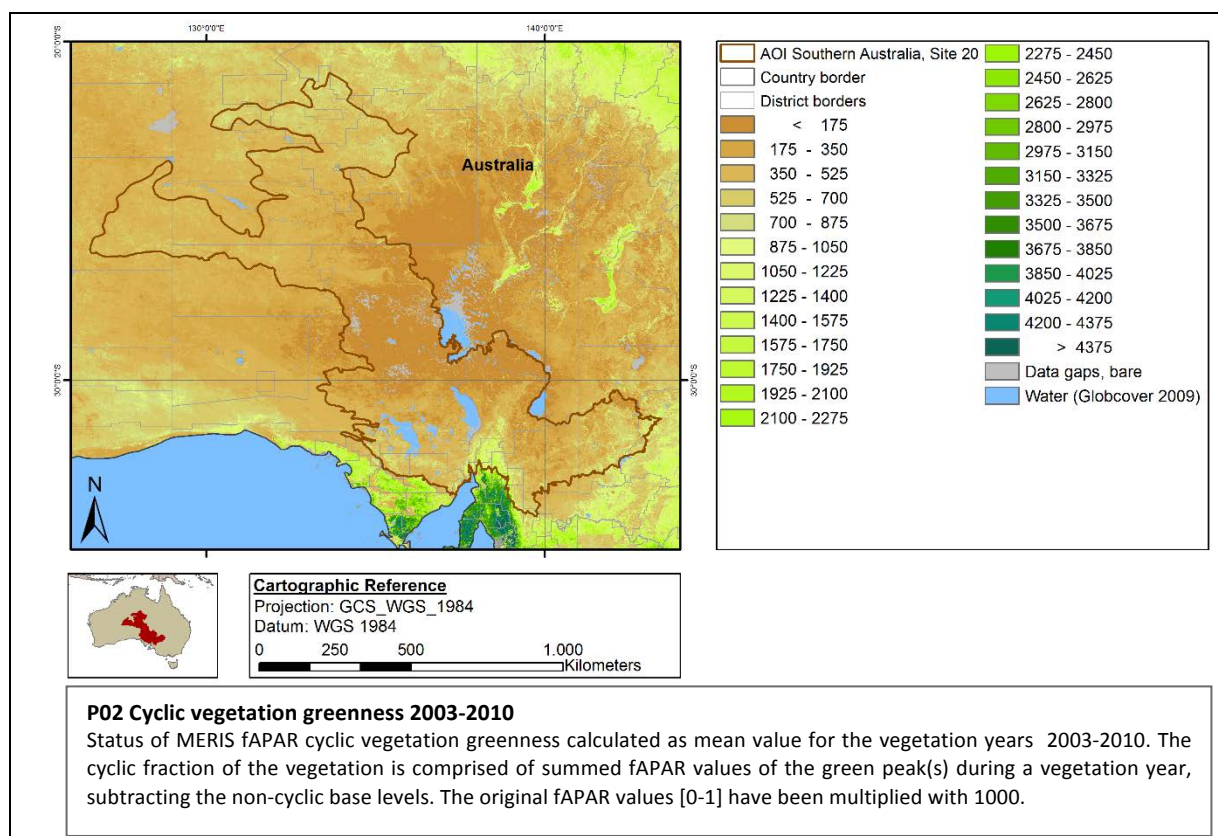 130°0'0"E 140°0'0"E
20°0'0"S 20°0'0"S
Australia
30°0'0"S 30°0'0"S
N
AOI Southern Australia, Site 20
Country border
District borders
< 175
175 - 350
350 - 525
525 - 700
700 - 875
875 - 1050
1050 - 1225
1225 - 1400
1400 - 1575
1575 - 1750
1750 - 1925
1925 - 2100
2100 - 2275
2275 - 2450
2450 - 2625
2625 - 2800
2800 - 2975
2975 - 3150
3150 - 3325
3325 - 3500
3500 - 3675
3675 - 3850
3850 - 4025
4025 - 4200
4200 - 4375
> 4375
Data gaps, bare
Water (Globcover 2009)
Cartographic Reference
Projection: GCS_WGS_1984
Datum: WGS 1984
0 250 500 1.000
Kilometers
P02 Cyclic vegetation greenness 2003-2010
Status of MERIS fAPAR cyclic vegetation greenness calculated as mean value for the vegetation years 2003-2010. The
cyclic fraction of the vegetation is comprised of summed fAPAR values of the green peak(s) during a vegetation year,
subtracting the non-cyclic base levels. The original fAPAR values [0-1] have been multiplied with 1000.